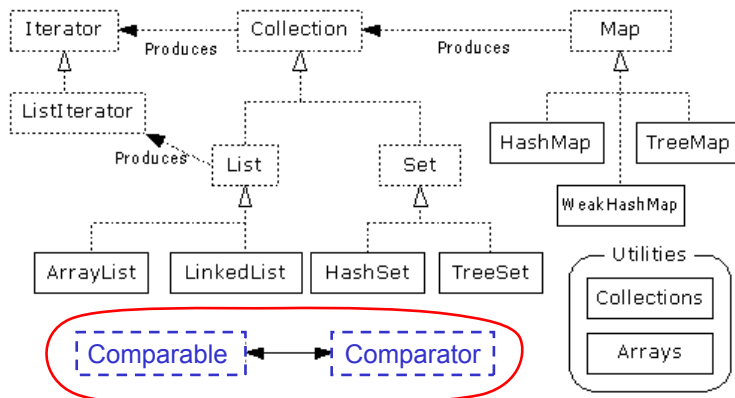 Iterator
Produces
Collection
Produces
Map
ListIterator
Produces
List
Set
HashMap
TreeMap
WeakHashMap
ArrayList
LinkedList
HashSet
TreeSet
Utilities
Collections
Arrays
Comparable
Comparator